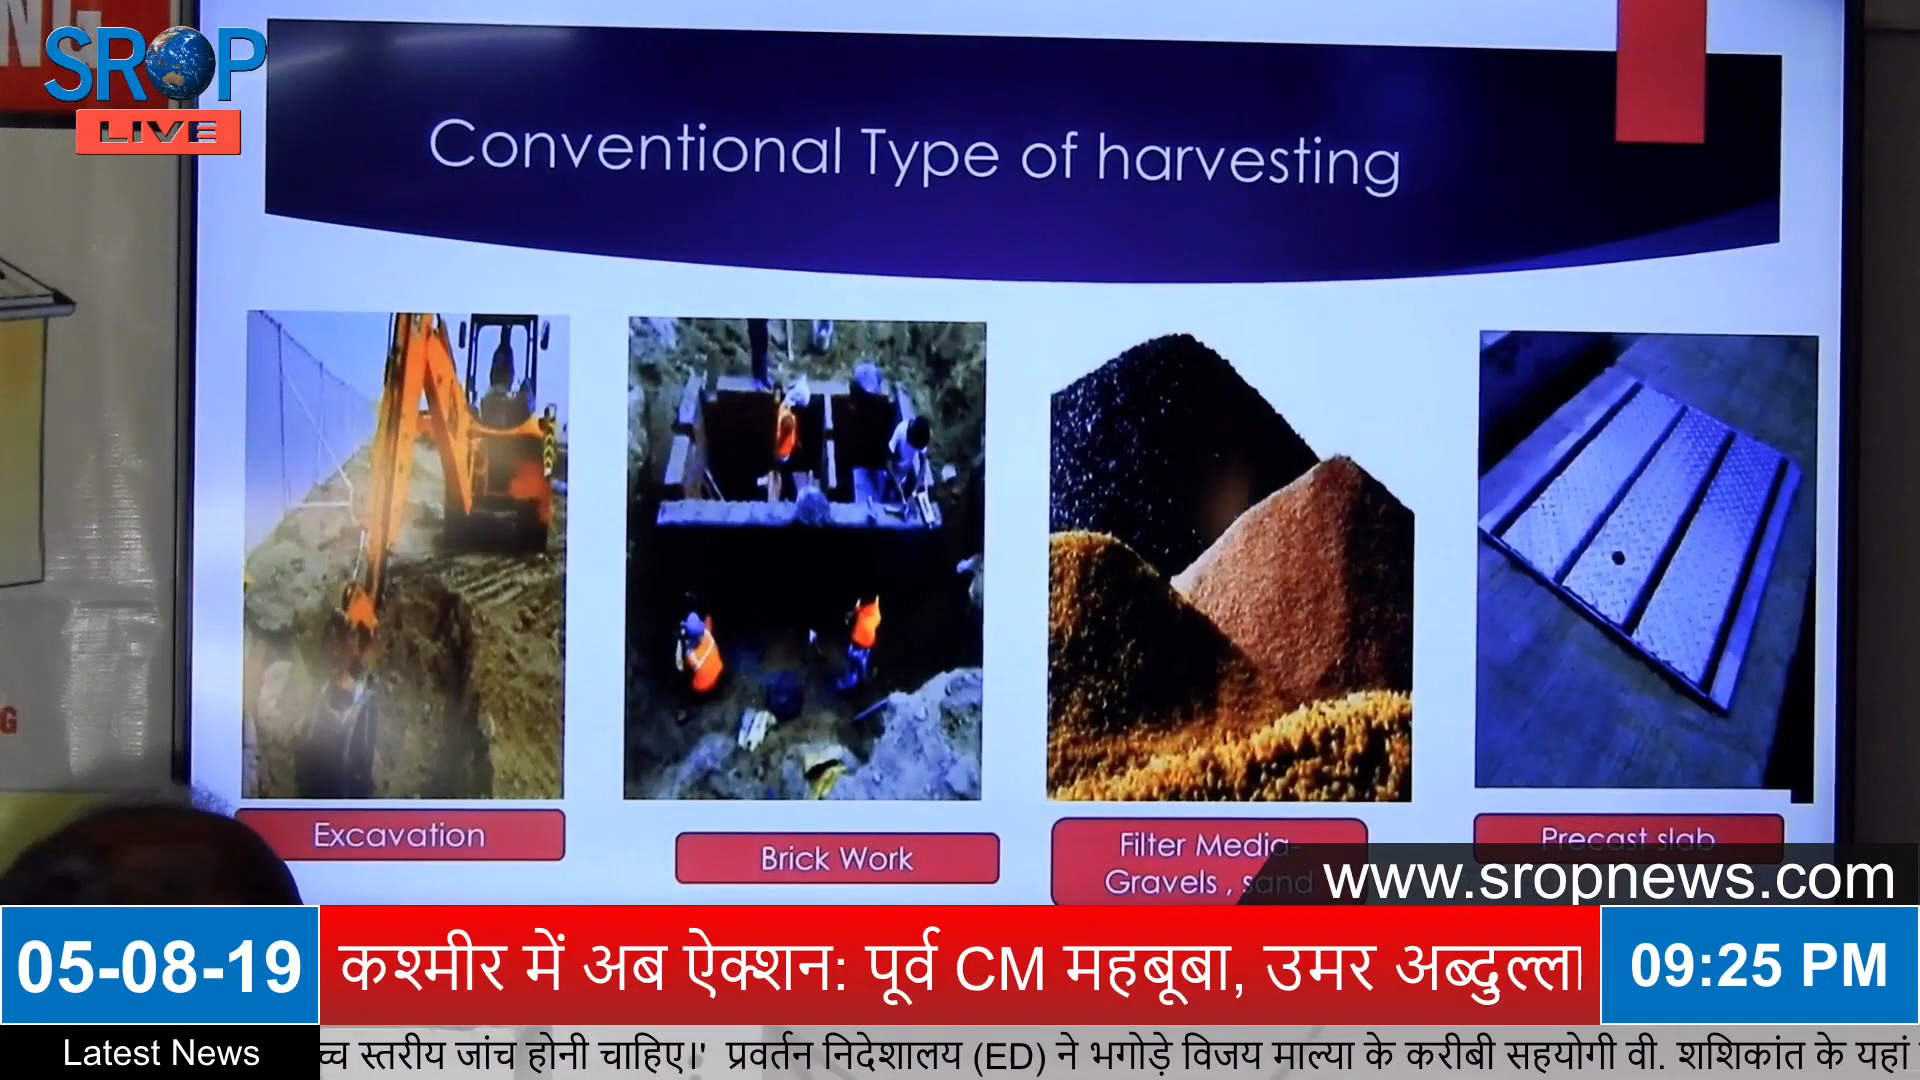 SROP
LIVE
Conventional Type of harvesting
Excavation
Brick Work
Filter Media-
Gravels , sand
Precast slab
www.sropnews.com
05-08-19
कश्मीर में अब ऐक्शन: पूर्व CM महबूबा, उमर अब्दुल्ला
09:25 PM
Latest News
च्च स्तरीय जांच होनी चाहिए।' प्रवर्तन निदेशालय (ED) ने भगोड़े विजय माल्या के करीबी सहयोगी वी. शशिकांत के यहां